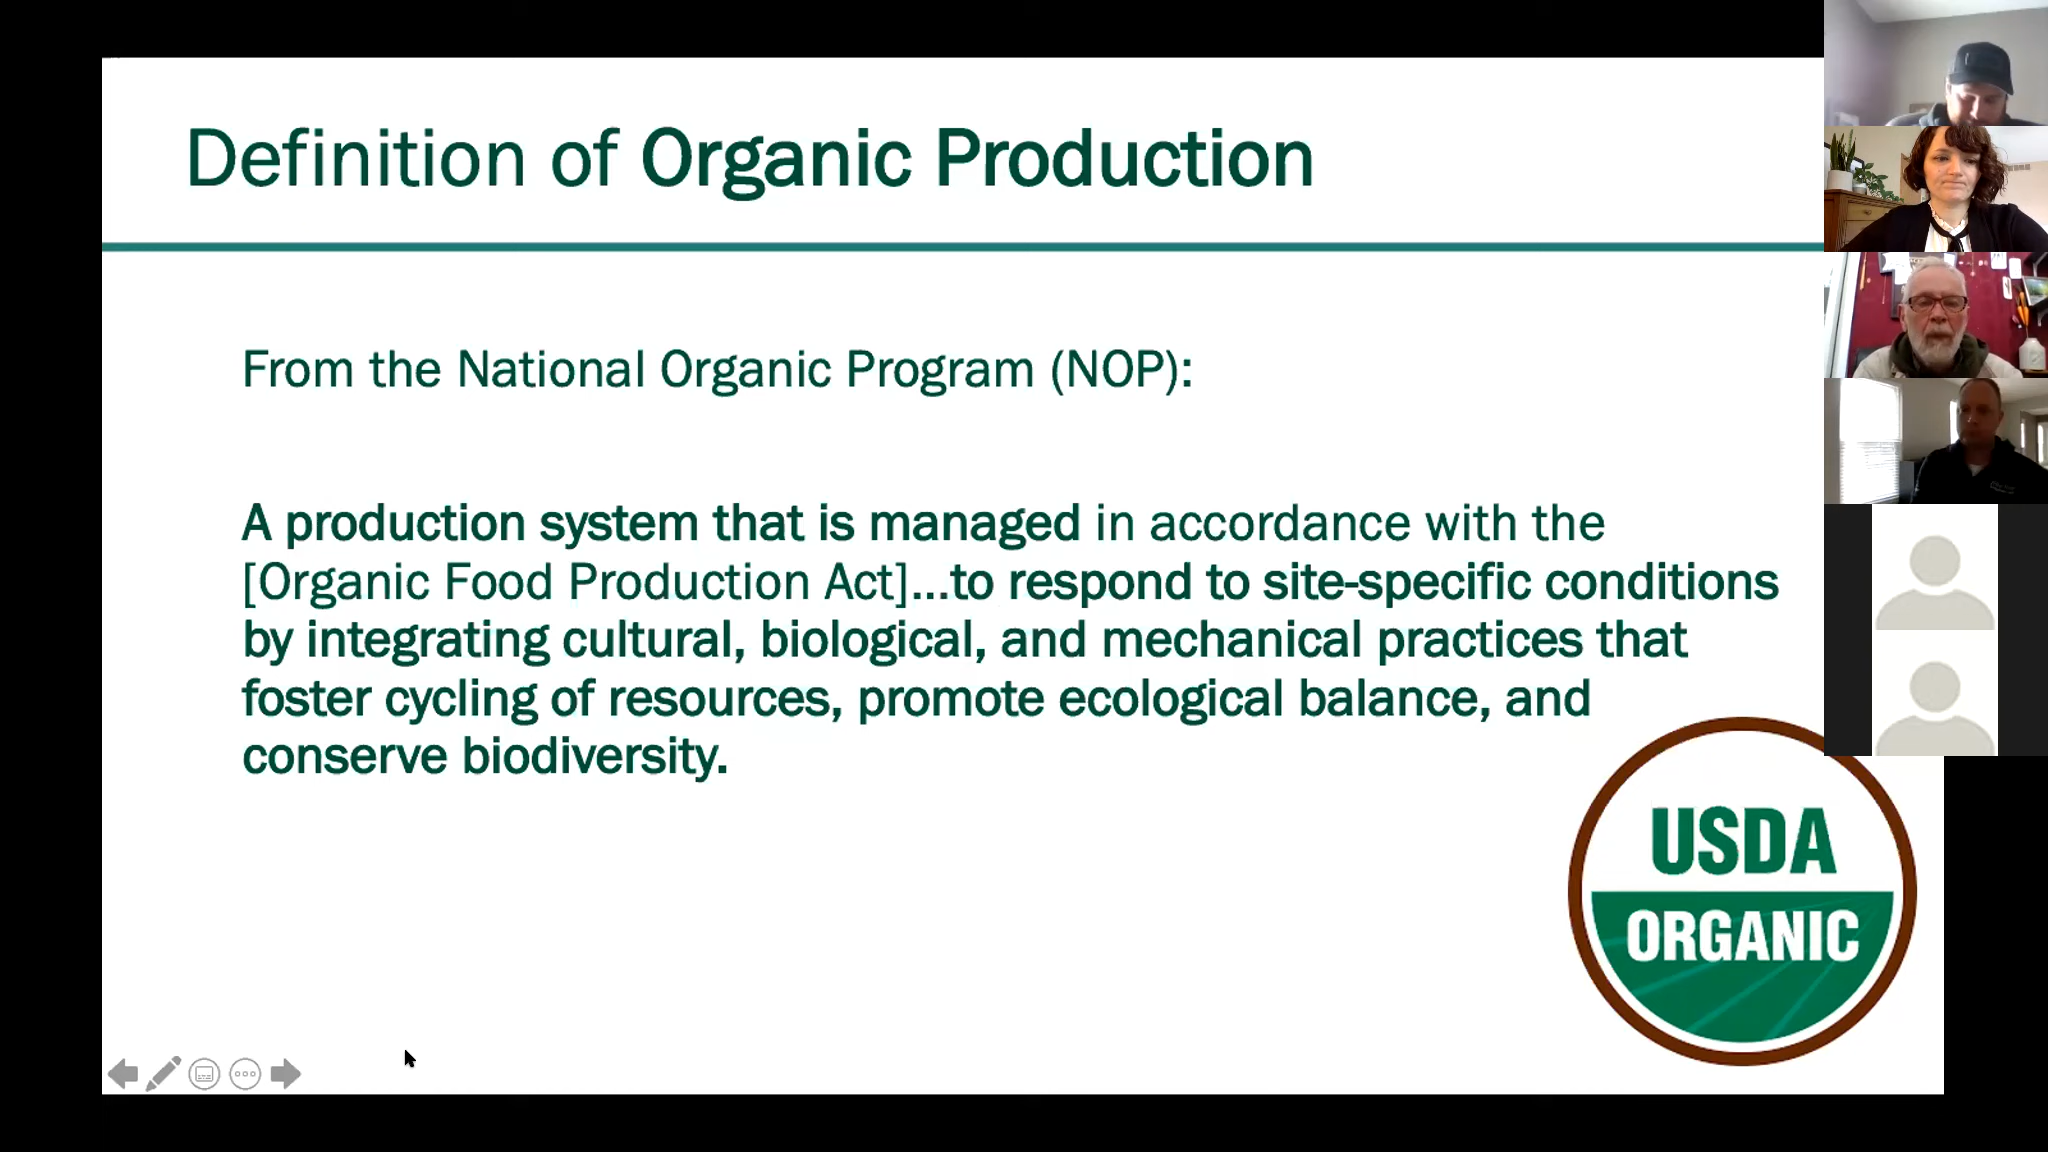 Definition of Organic Production
From the National Organic Program (NOP):
A production system that is managed in accordance with the
[Organic Food Production Act]...to respond to site-specific conditions
by integrating cultural, biological, and mechanical practices that
foster cycling of resources, promote ecological balance, and
conserve biodiversity.
USDA
ORGANIC